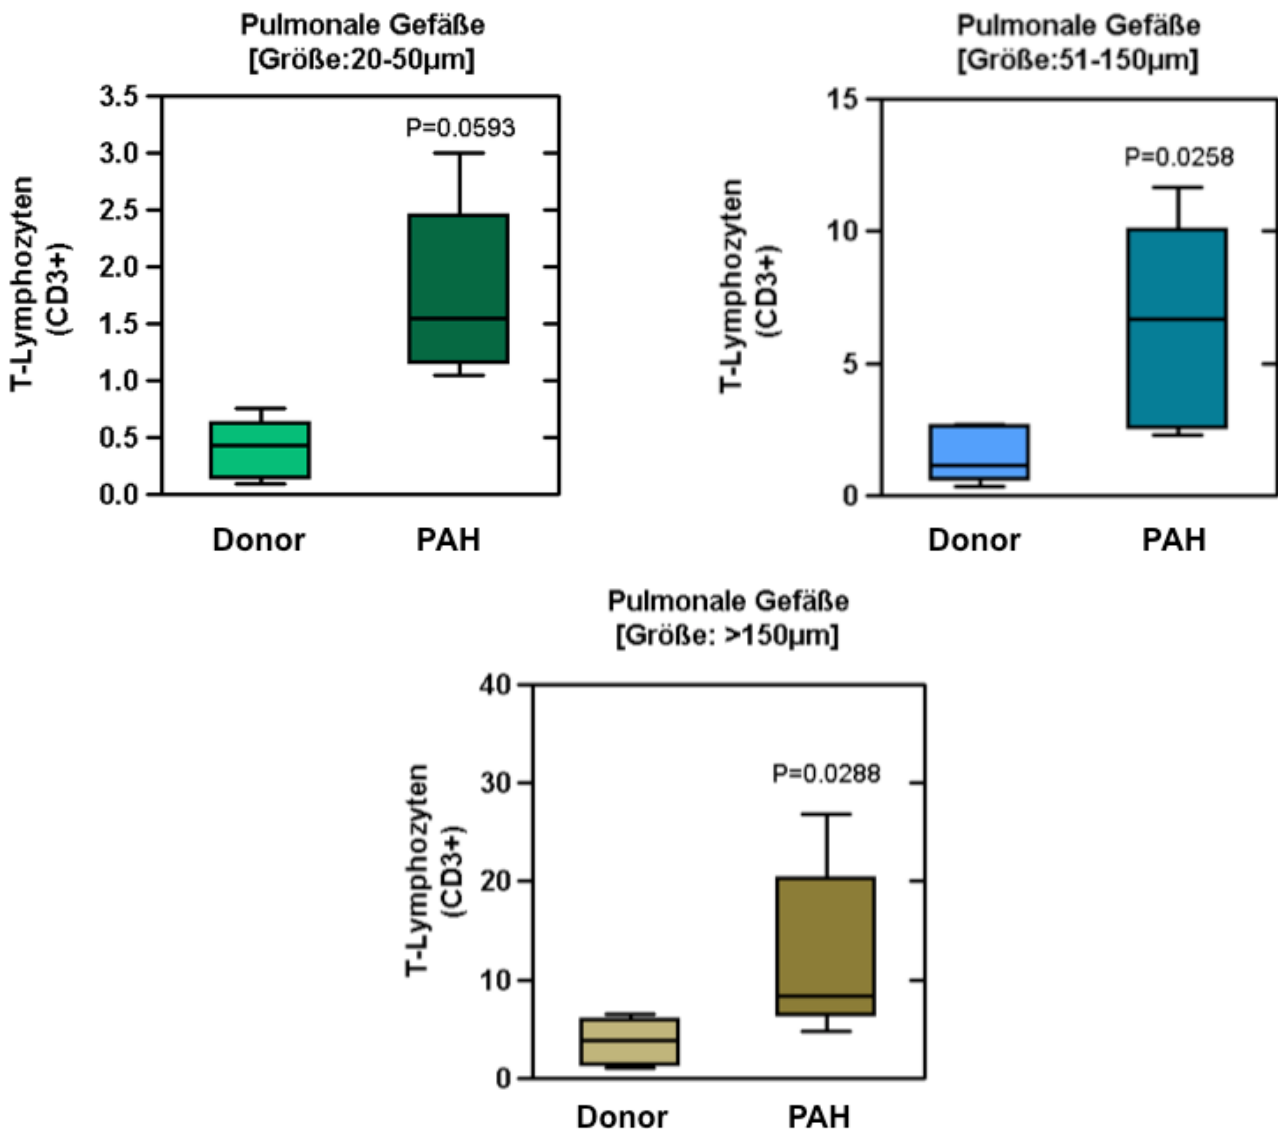 Pulmonale Gefäße
[Größe:20-50µm]
3.5
3.0
2.5
2.0
1.5
1.0
0.5
0.0
T-Lymphozyten
(CD3+)
P=0.0593
Donor PAH
Pulmonale Gefäße
[Größe:51-150µm]
15
10
5
0
T-Lymphozyten
(CD3+)
P=0.0258
Donor PAH
Pulmonale Gefäße
[Größe: >150µm]
40
30
20
10
0
T-Lymphozyten
(CD3+)
P=0.0288
Donor PAH